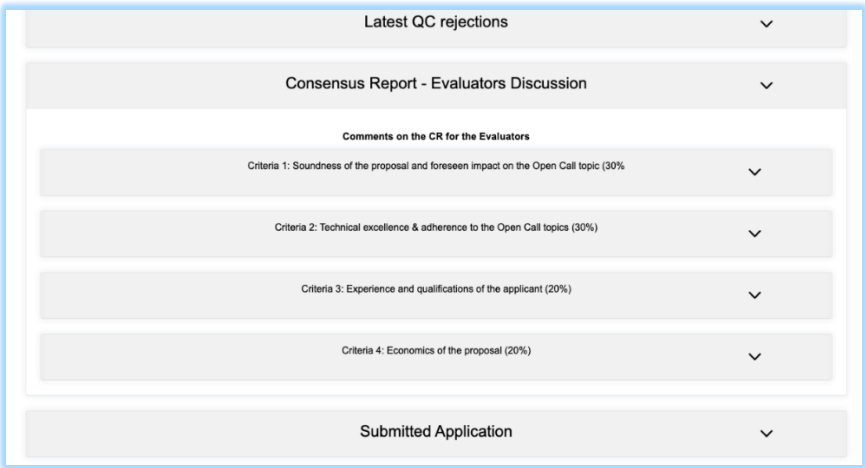 Latest QC rejections
Consensus Report - Evaluators Discussion
Comments on the CR for the Evaluators
Criteria 1: Soundness of the proposal and foreseen impact on the Open Call topic (30%
Criteria 2: Technical excellence & adherence to the Open Call topics (30%)
Criteria 3: Experience and qualifications of the applicant (20%)
Criteria 4: Economics of the proposal (20%)
Submitted Application